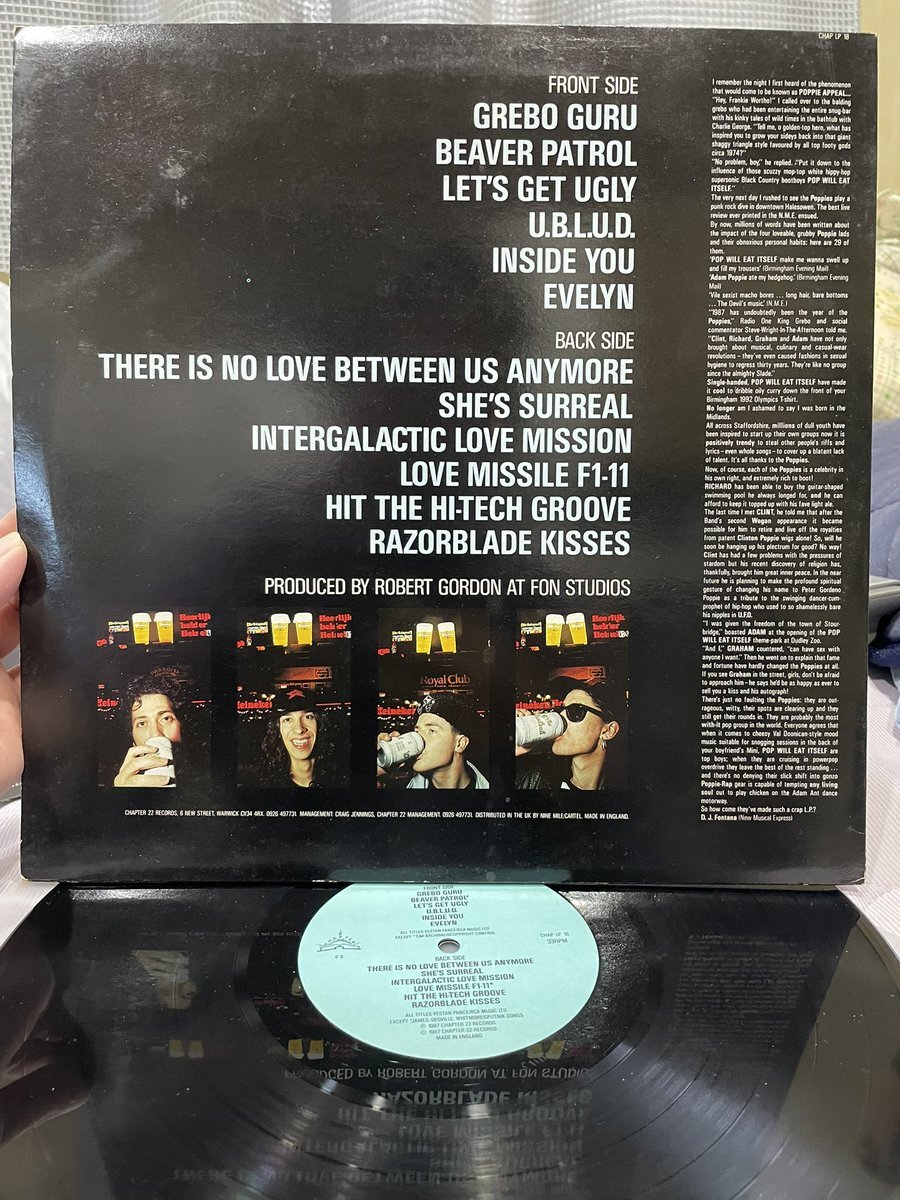 CHAP LP 18
FRONT SIDE
GREBO GURU
BEAVER PATROL
LET'S GET UGLY
U.B.L.U.D.
INSIDE YOU
EVELYN
BACK SIDE
THERE IS NO LOVE BETWEEN US ANYMORE
SHE'S SURREAL
INTERGALACTIC LOVE MISSION
LOVE MISSILE F1-11
HIT THE HI-TECH GROOVE
RAZORBLADE KISSES
PRODUCED BY ROBERT GORDON AT FON STUDIOS
Heerlijk
Royal Club
Heineken
CHAPTER 22 RECORDS, 6 NEW STREET, WARWICK CV34 4RX. 0926 497731. MANAGEMENT: CRAIG JENNINGS, CHAPTER 22 MANAGEMENT. 0926 497731. DISTRIBUTED IN THE UK BY NINE MILE/CARTEL. MADE IN ENGLAND.
I remember the night I first heard of the phenomenon
that would come to be known as POPPIE APPEAL...
"Hey, Frankie Wortho!" I called over to the balding
grebo who had been entertaining the entire snug-bar
with his kinky tales of wild times in the bathtub with
Charlie George. "Tell me, o golden-top hero, what has
inspired you to grow your sideys back into that giant
shaggy triangle style favoured by all top footy gods
circa 1974?"
"No problem, boy," he replied. "Put it down to the
influence of those scuzzy mop-top white hippy-hop
supersonic Black Country bootboys POP WILL EAT
ITSELF."
The very next day I rushed to see the Poppies play a
punk rock dive in downtown Halesowen. The best live
review ever printed in the N.M.E. ensued.
By now, millions of words have been written about
the impact of the four loveable, grubby Poppie lads
and their obnoxious personal habits: here are 29 of
them.
'POP WILL EAT ITSELF make me wanna swell up
and fill my trousers' (Birmingham Evening Mail)
'Adam Poppie ate my hedgehog.' (Birmingham Evening
Mail)
'Vile sexist macho bores ... long hair, bare bottoms
... The Devil's music.' (N.M.E.)
"1987 has undoubtedly been the year of the
Poppies," Radio One King Grebo and social
commentator Steve-Wright-In-The-Afternoon told me.
"Clint, Richard, Graham and Adam have not only
brought about musical, culinary and casual-wear
revolutions – they've even caused fashions in sexual
hygiene to regress thirty years. They're like no group
since the almighty Slade."
Single-handed, POP WILL EAT ITSELF have made
it cool to dribble oily curry down the front of your
Birmingham 1992 Olympics T-shirt.
No longer am I ashamed to say I was born in the
Midlands.
All across Staffordshire, millions of dull youth have
been inspired to start up their own groups now it is
positively trendy to steal other people's riffs and
lyrics – even whole songs – to cover up a blatant lack
of talent. It's all thanks to the Poppies.
Now, of course, each of the Poppies is a celebrity in
his own right, and extremely rich to boot!
RICHARD has been able to buy the guitar-shaped
swimming pool he always longed for, and he can
afford to keep it topped up with his fave light ale.
The last time I met CLINT, he told me that after the
Band's second Wogan appearance it became
possible for him to retire and live off the royalties
from patent Clinton Poppie wigs alone! So, will he
soon be hanging up his plectrum for good? No way!
Clint has had a few problems with the pressures of
stardom but his recent discovery of religion has,
thankfully, brought him great inner peace. In the near
future he is planning to make the profound spiritual
gesture of changing his name to Peter Gordeno
Poppie as a tribute to the swinging dancer-cum-
prophet of hip-hop who used to so shamelessly bare
his nipples in U.F.O.
"I was given the freedom of the town of Stour-
bridge," boasted ADAM at the opening of the POP
WILL EAT ITSELF theme-park at Dudley Zoo.
"And I," GRAHAM countered, "can have sex with
anyone I want." Then he went on to explain that fame
and fortune have hardly changed the Poppies at all.
If you see Graham in the street, girls, don't be afraid
to approach him – he says he'd be happy as ever to
sell you a kiss and his autograph!
There's just no faulting the Poppies: they are out-
rageous, witty, their spots are clearing up and they
still get their rounds in. They are probably the most
with-it pop group in the world. Everyone agrees that
when it comes to cheesy Val Doonican-style mood
music suitable for snogging sessions in the back of
your boyfriend's Mini, POP WILL EAT ITSELF are
top boys; when they are cruising in powerpop
overdrive they leave the best of the rest standing ...
and there's no denying their slick shift into gonzo
Poppie-Rap gear is capable of tempting any living
soul out to play chicken on the Adam Ant dance
motorway.
So how come they've made such a crap L.P.?
D. J. Fontana (New Musical Express)
FRONT SIDE
GREBO GURU
BEAVER PATROL*
LET'S GET UGLY
U.B.L.U.D.
INSIDE YOU
EVELYN
ALL TITLES VESTAN PANCERICA MUSIC LTD
CHAP LP 18
33RPM
BACK SIDE
THERE IS NO LOVE BETWEEN US ANYMORE
SHE'S SURREAL
INTERGALACTIC LOVE MISSION
LOVE MISSILE F1-11*
HIT THE HI-TECH GROOVE
RAZORBLADE KISSES
ALL TITLES VESTAN PANCERICA MUSIC LTD
EXCEPT *JAMES, DEGVILLE, WHITMORE/SPUTNIK SONGS
℗ 1987 CHAPTER 22 RECORDS
© 1987 CHAPTER 22 RECORDS
MADE IN ENGLAND